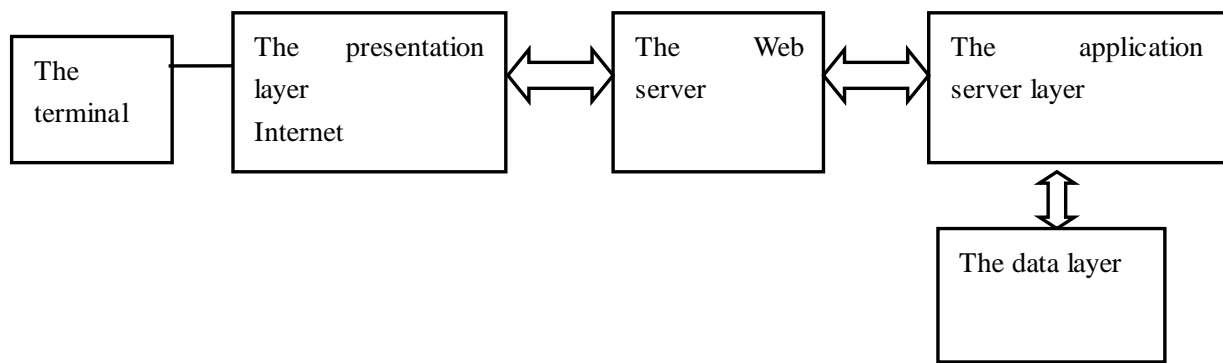 The
terminal
The presentation
layer
Internet
The Web
server
The application
server layer
The data layer